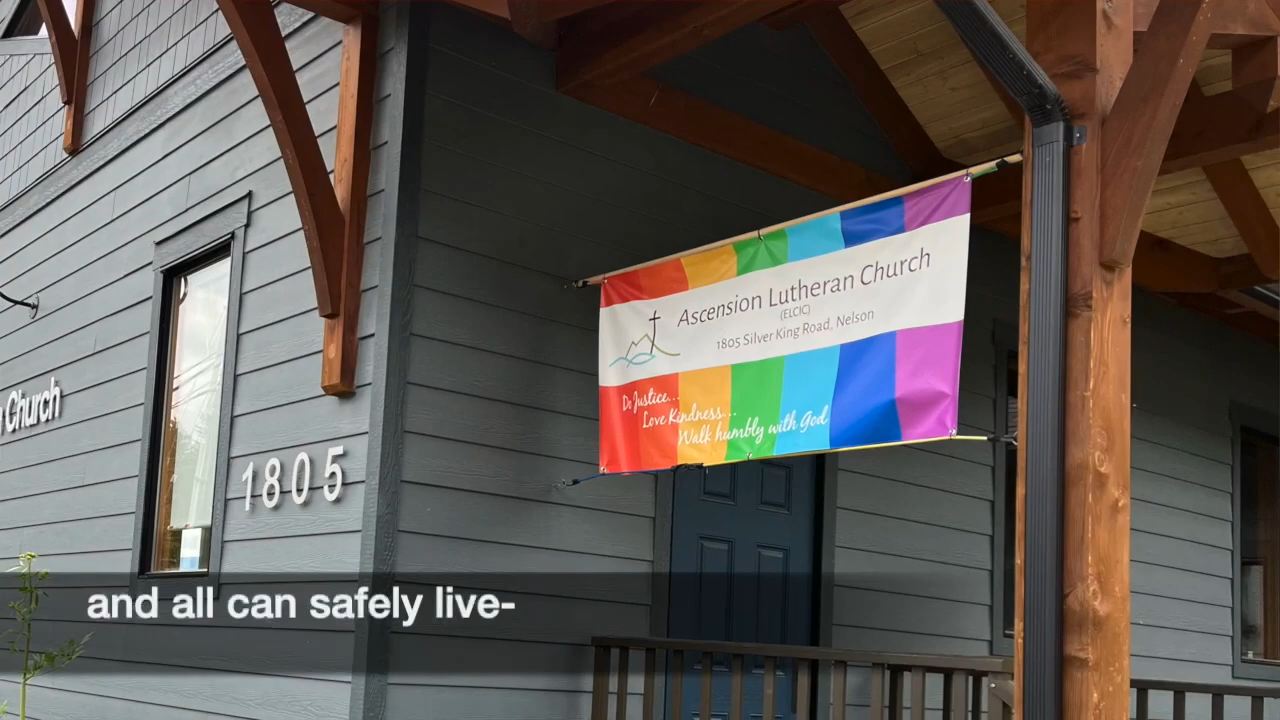 Church
1805
Ascension Lutheran Church
(ELCIC)
1805 Silver King Road, Nelson
Do Justice...
Love Kindness...
Walk humbly with God
and all can safely live-